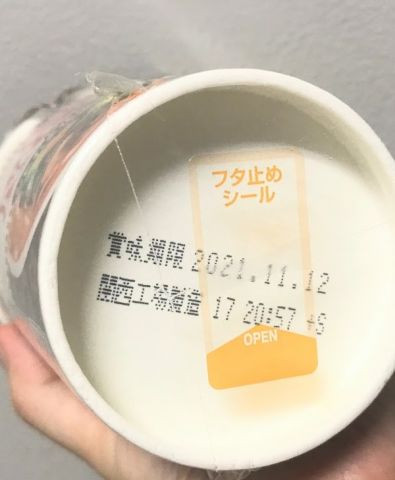 フタ止め
シール
賞味期限 2021.11.12
関西工場製造 17 20:57 +S
OPEN